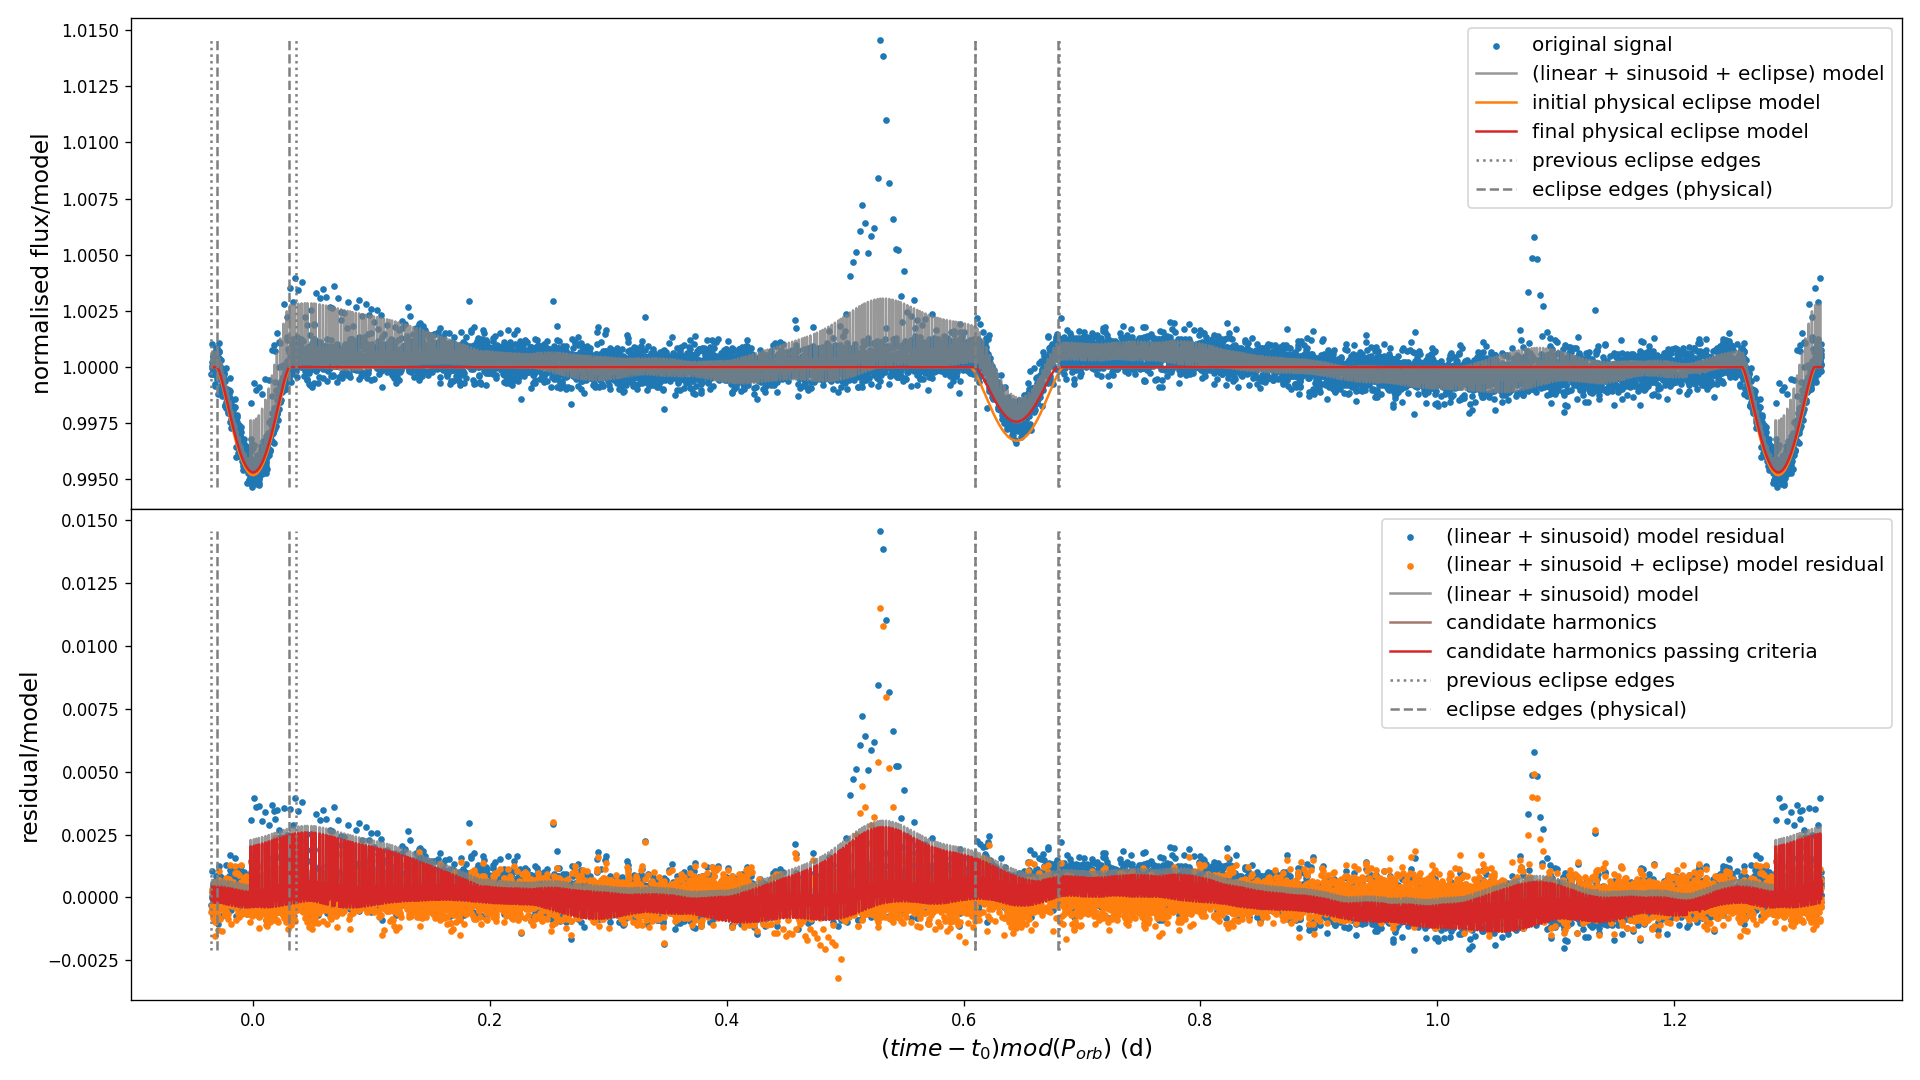 normalised flux/model
1.0150
1.0125
1.0100
1.0075
1.0050
1.0025
1.0000
0.9975
0.9950
original signal
(linear + sinusoid + eclipse) model
initial physical eclipse model
final physical eclipse model
previous eclipse edges
eclipse edges (physical)
residual/model
0.0150
0.0125
0.0100
0.0075
0.0050
0.0025
0.0000
−0.0025
(linear + sinusoid) model residual
(linear + sinusoid + eclipse) model residual
(linear + sinusoid) model
candidate harmonics
candidate harmonics passing criteria
previous eclipse edges
eclipse edges (physical)
0.0 0.2 0.4 0.6 0.8 1.0 1.2
(time − t₀)mod(P_orb) (d)